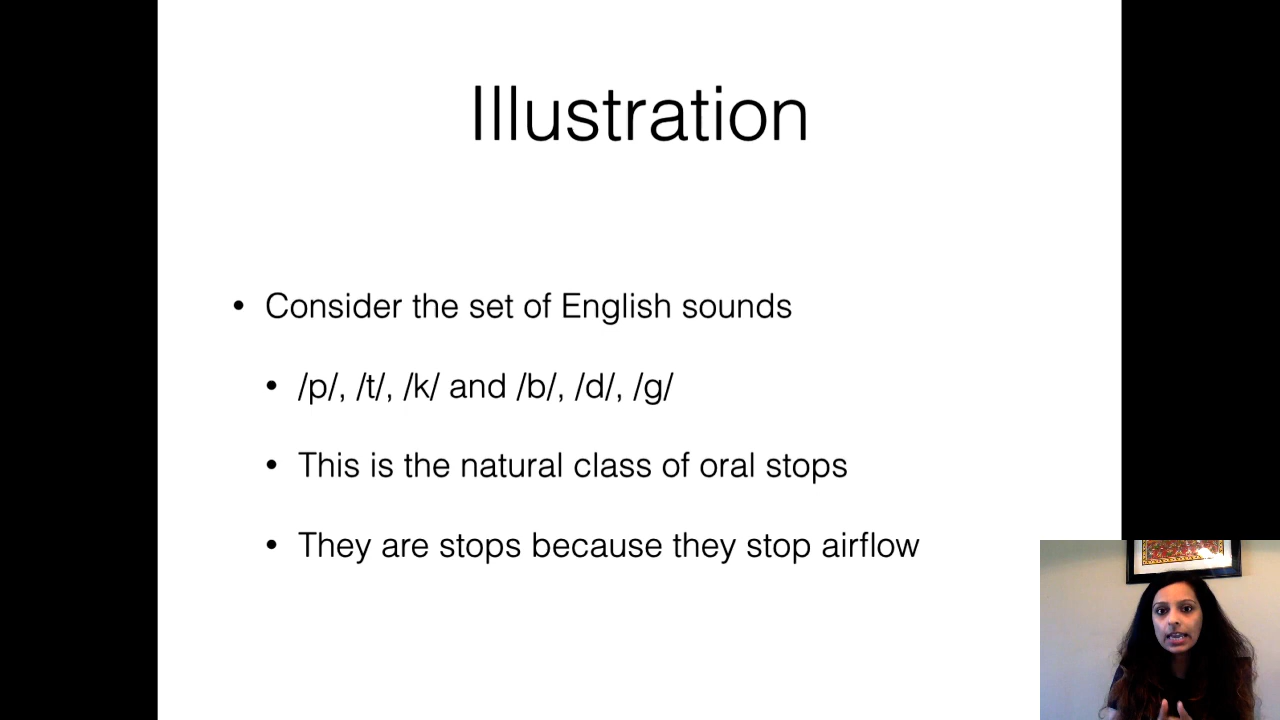 Illustration
• Consider the set of English sounds
• /p/, /t/, /k/ and /b/, /d/, /g/
• This is the natural class of oral stops
• They are stops because they stop airflow